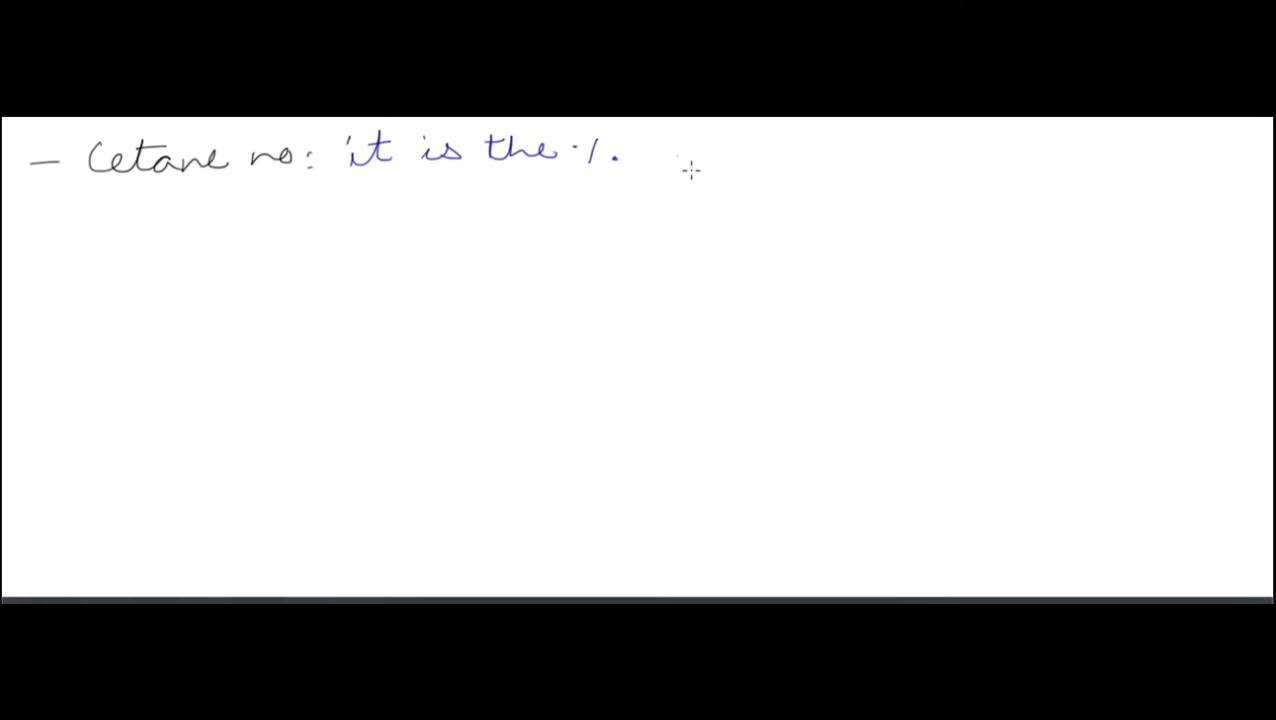 - Cetane no: it is the %.